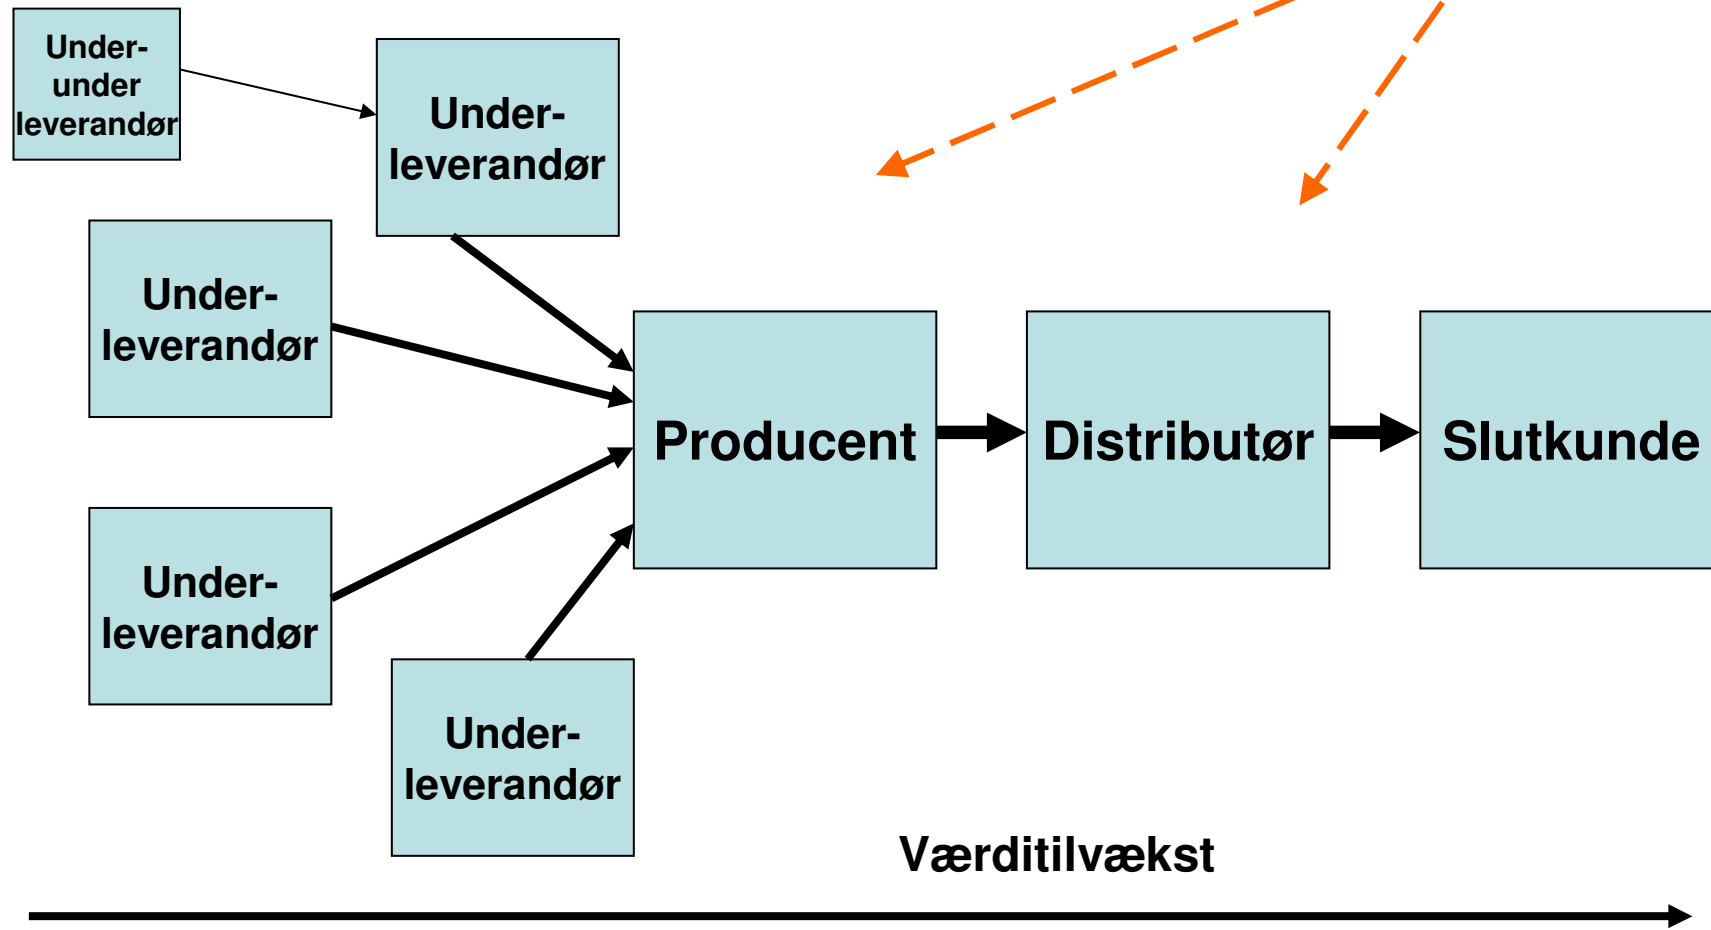 Under-
under
leverandør
Under-
leverandør
Under-
leverandør
Producent
Distributør
Slutkunde
Under-
leverandør
Under-
leverandør
Værditilvækst